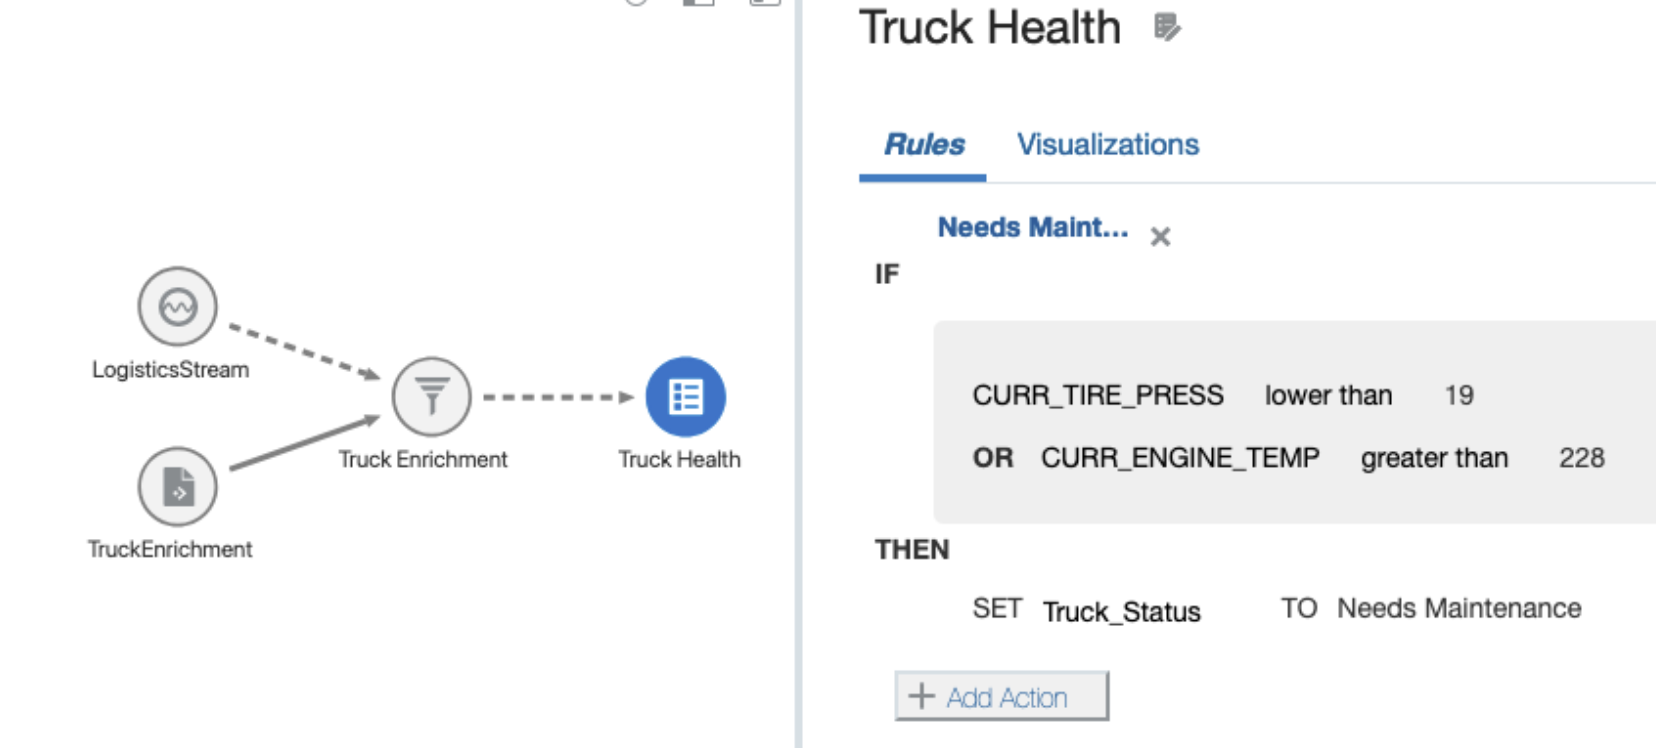 LogisticsStream
Truck Enrichment
Truck Health
TruckEnrichment
Truck Health
Rules Visualizations
Needs Maint...
IF
CURR_TIRE_PRESS lower than 19
OR CURR_ENGINE_TEMP greater than 228
THEN
SET Truck_Status TO Needs Maintenance
+ Add Action